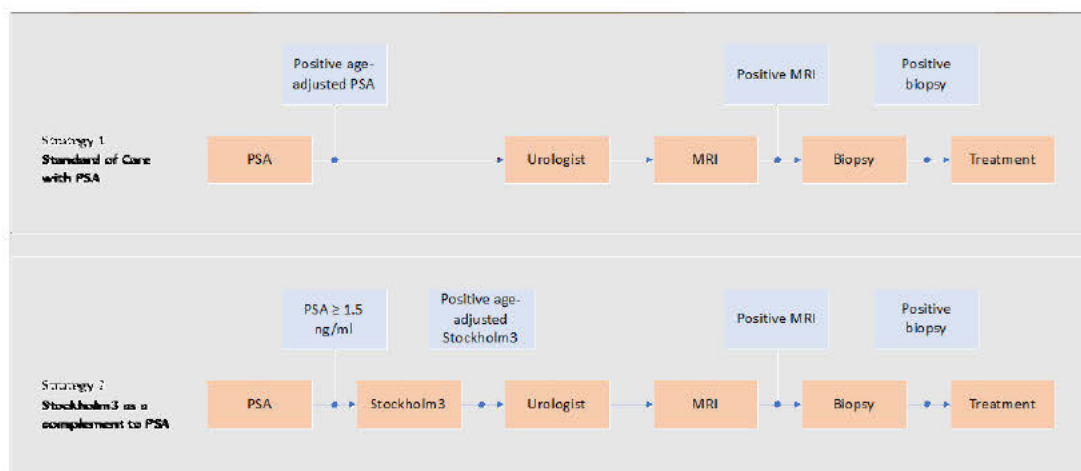 Positive age-
adjusted PSA
Positive MRI
Positive
biopsy
Strategy 1
Standard of Care
with PSA
PSA
Urologist
MRI
Biopsy
Treatment
PSA ≥ 1.5
ng/ml
Positive age-
adjusted
Stockholm3
Positive MRI
Positive
biopsy
Strategy 2
Stockholm3 as a
complement to PSA
PSA
Stockholm3
Urologist
MRI
Biopsy
Treatment